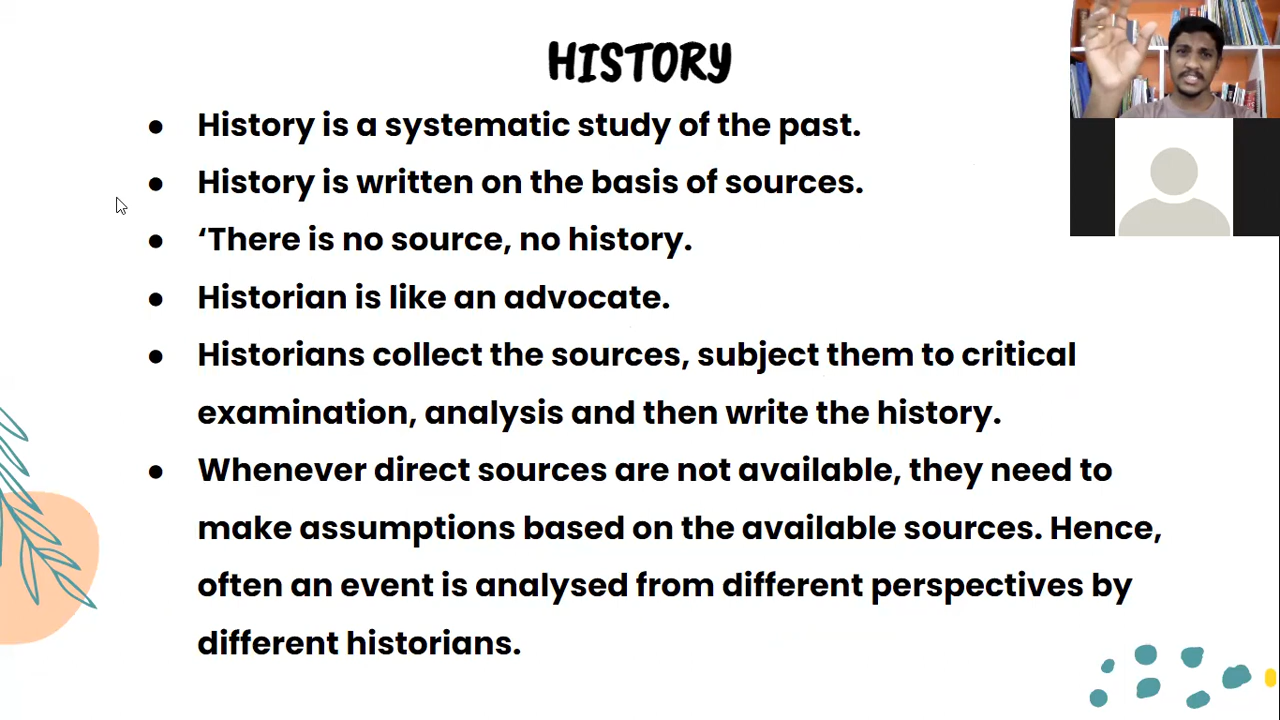 HISTORY
● History is a systematic study of the past.
● History is written on the basis of sources.
● ‘There is no source, no history.
● Historian is like an advocate.
● Historians collect the sources, subject them to critical
examination, analysis and then write the history.
● Whenever direct sources are not available, they need to
make assumptions based on the available sources. Hence,
often an event is analysed from different perspectives by
different historians.